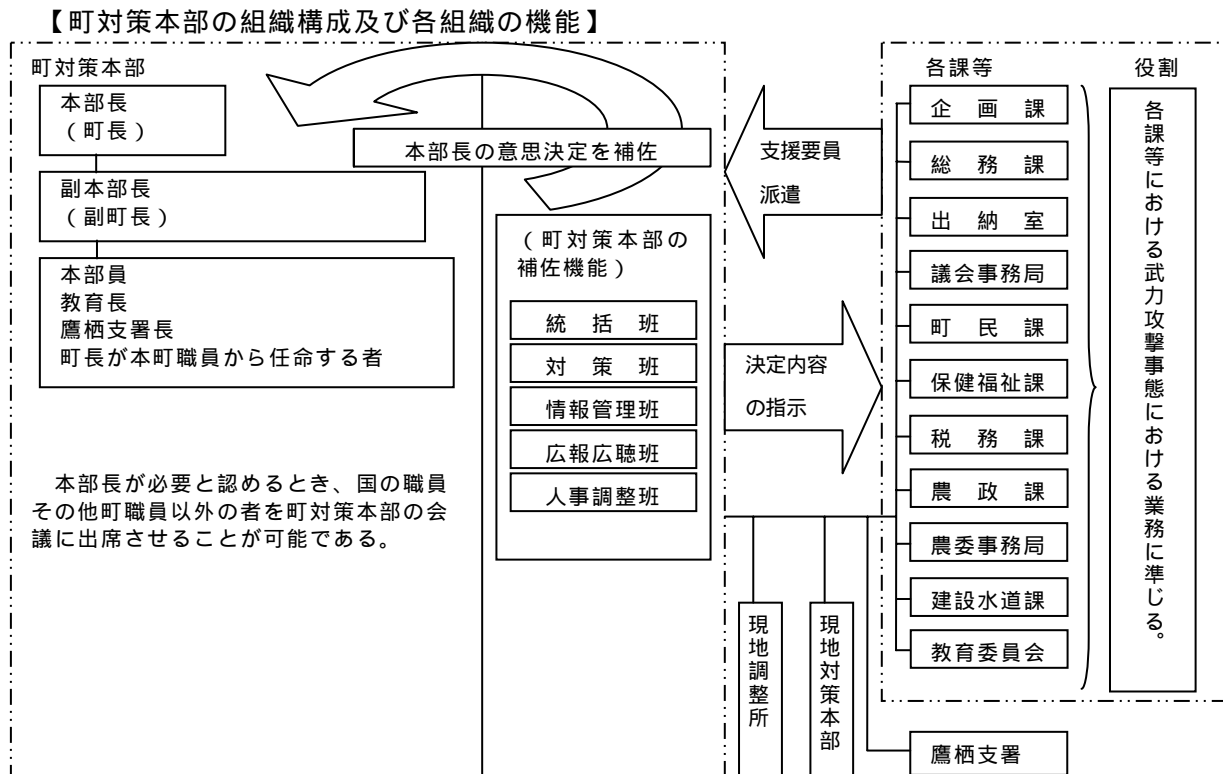 【町対策本部の組織構成及び各組織の機能】
町対策本部
本部長
（町長）
副本部長
（副町長）
本部員
教育長
鷹栖支署長
町長が本町職員から任命する者
本部長が必要と認めるとき、国の職員
その他町職員以外の者を町対策本部の会
議に出席させることが可能である。
本部長の意思決定を補佐
（町対策本部の
補佐機能）
統括班
対策班
情報管理班
広報広聴班
人事調整班
支援要員
派遣
決定内容
の指示
現地調整所
現地対策本部
各課等
企画課
総務課
出納室
議会事務局
町民課
保健福祉課
税務課
農政課
農委事務局
建設水道課
教育委員会
鷹栖支署
役割
各課等における武力攻撃事態における業務に準じる。